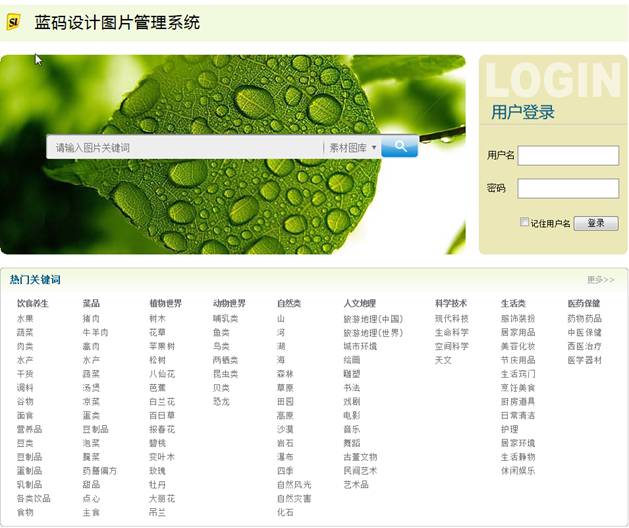 SL 蓝码设计图片管理系统
LOGIN
用户登录
请输入图片关键词 素材图库
用户名
密码
记住用户名 登录
热门关键词 更多>>
饮食养生 菜品 植物世界 动物世界 自然类 人文地理 科学技术 生活类 医药保健
水果 猪肉 树木 哺乳类 山 旅游地理(中国) 现代科技 服饰装扮 药物药品
蔬菜 牛羊肉 花草 鱼类 河 旅游地理(世界) 生命科学 居家用品 中医保健
肉类 禽肉 苹果树 鸟类 湖 城市环境 空间科学 美容化妆 西医治疗
水产 水产 松树 两栖类 海 绘画 天文 节庆用品 医学器材
干货 蔬菜 八仙花 昆虫类 森林 雕塑 生活窍门
调料 汤煲 芭蕉 贝类 草原 书法 烹饪美食
谷物 凉菜 白兰花 恐龙 田园 戏剧 厨房道具
面食 蛋类 百日草 高原 电影 日常清洁
营养品 豆制品 报春花 沙漠 音乐 护理
豆类 泡菜 碧桃 岩石 舞蹈 居家环境
豆制品 腌菜 变叶木 瀑布 古董文物 生活静物
蛋制品 药膳偏方 玫瑰 四季 民间艺术 休闲娱乐
乳制品 甜品 牡丹 自然风光 艺术品
各类饮品 点心 大丽花 自然灾害
食物 主食 吊兰 化石